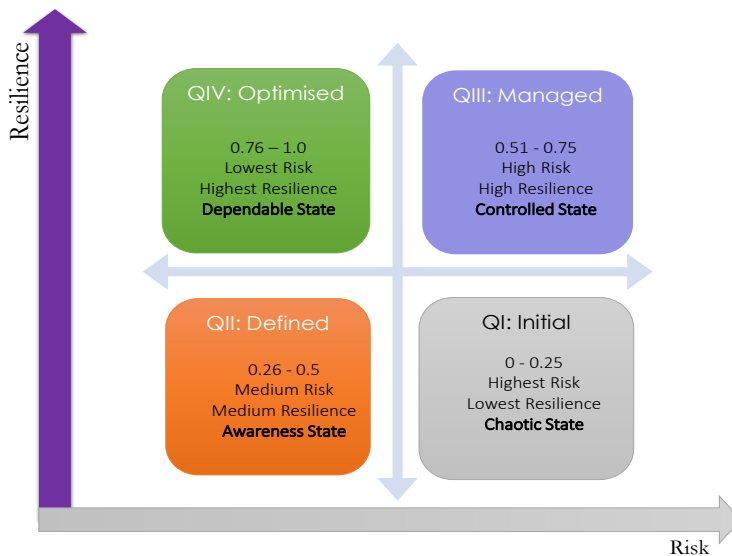 Resilience
QIV: Optimised
0.76 – 1.0
Lowest Risk
Highest Resilience
Dependable State
QIII: Managed
0.51 - 0.75
High Risk
High Resilience
Controlled State
QII: Defined
0.26 - 0.5
Medium Risk
Medium Resilience
Awareness State
QI: Initial
0 - 0.25
Highest Risk
Lowest Resilience
Chaotic State
Risk